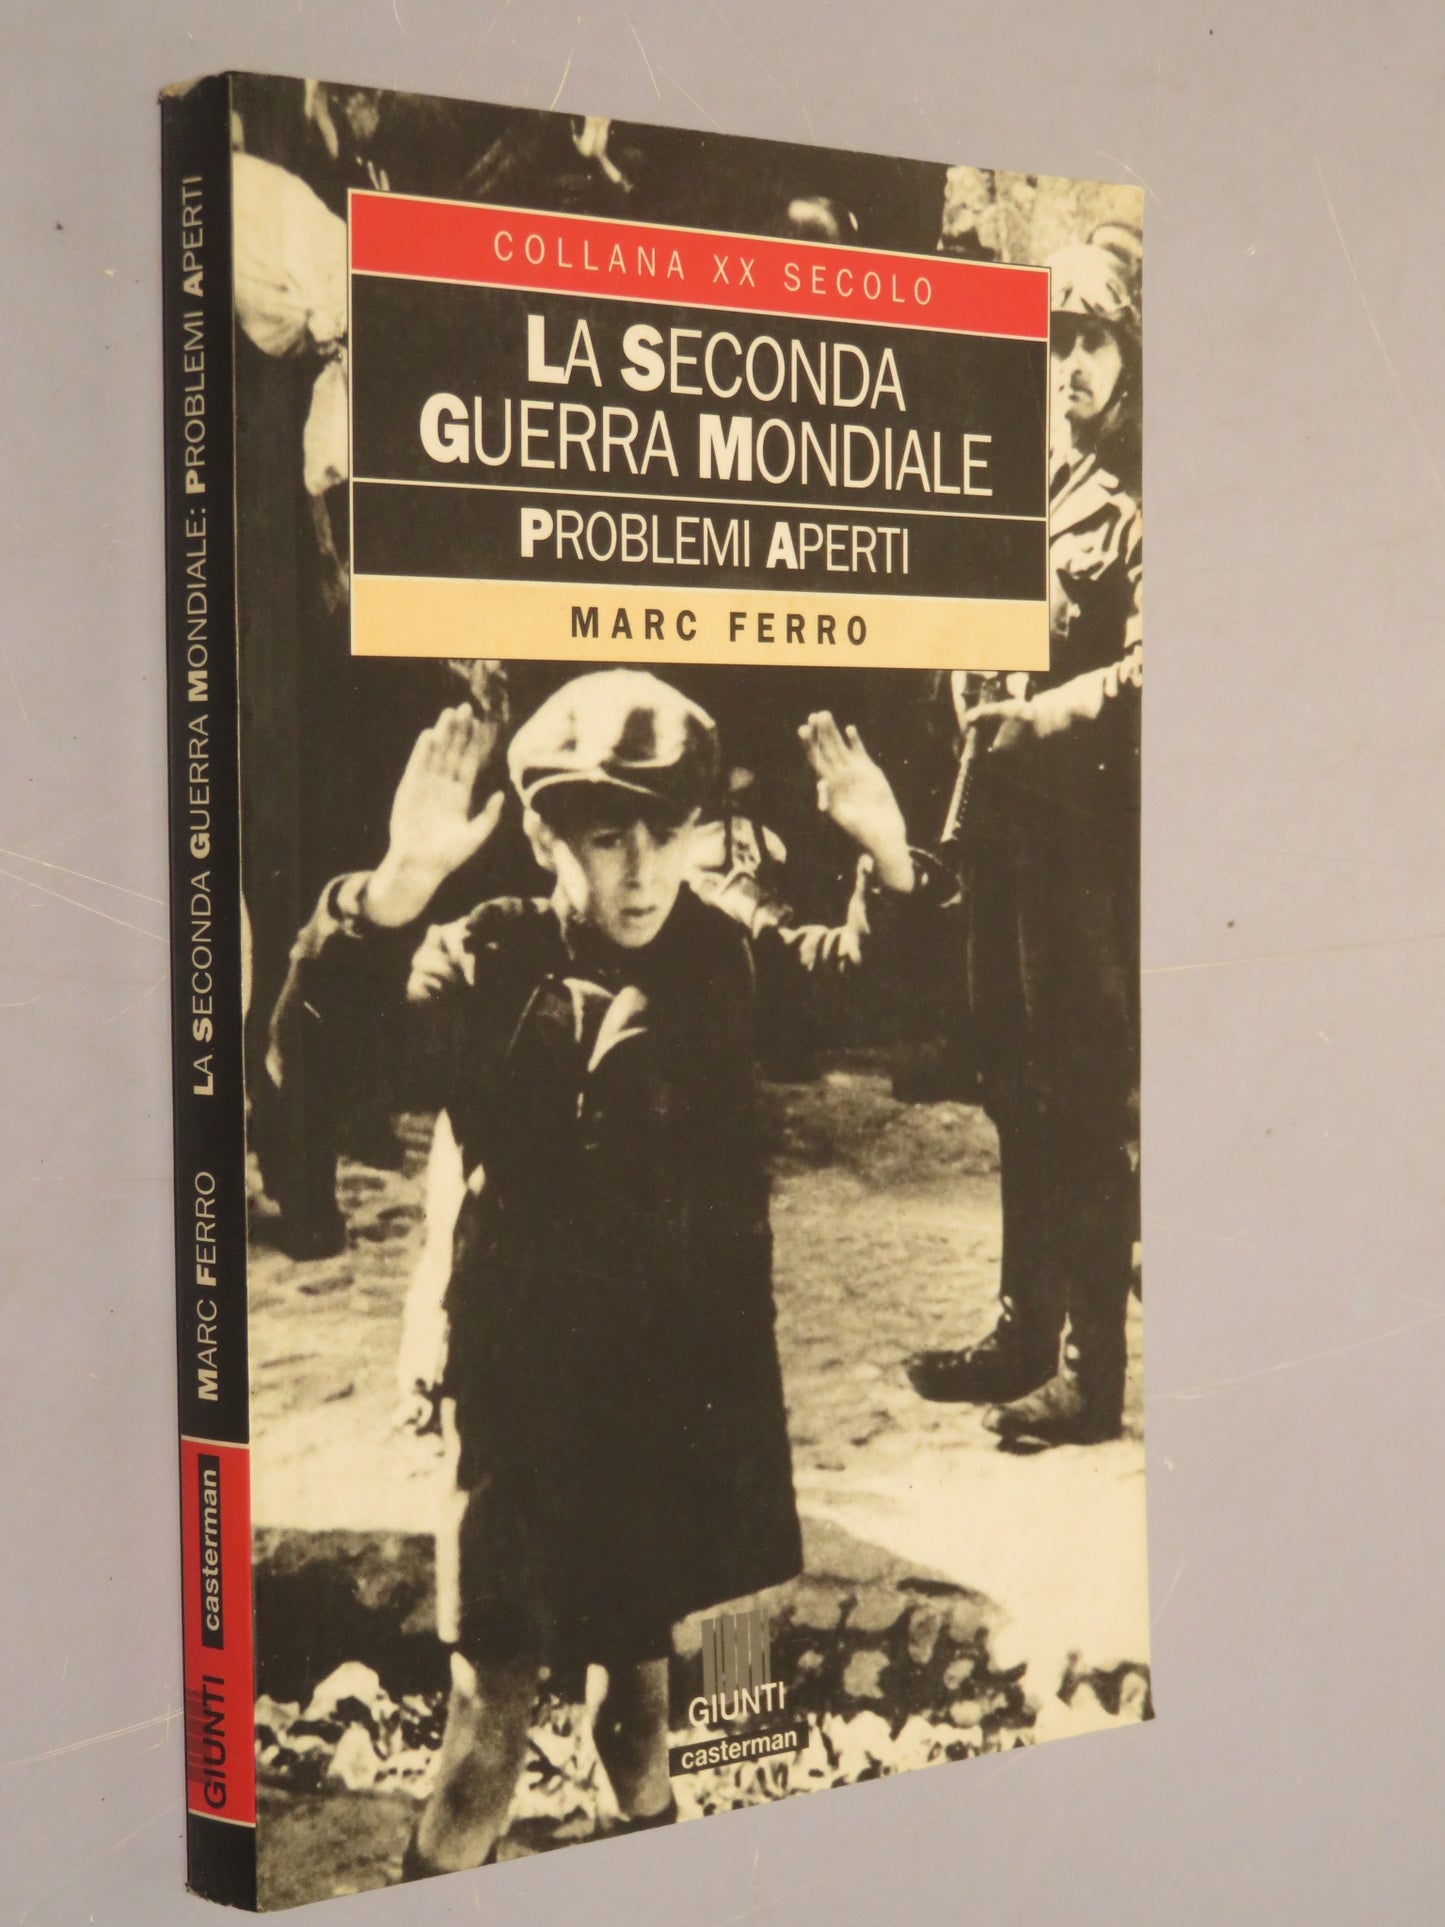 COLLANA XX SECOLO
LA SECONDA
GUERRA MONDIALE
PROBLEMI APERTI
MARC FERRO
GIUNTI
casterman
MARC FERRO LA SECONDA GUERRA MONDIALE: PROBLEMI APERTI
GIUNTI casterman